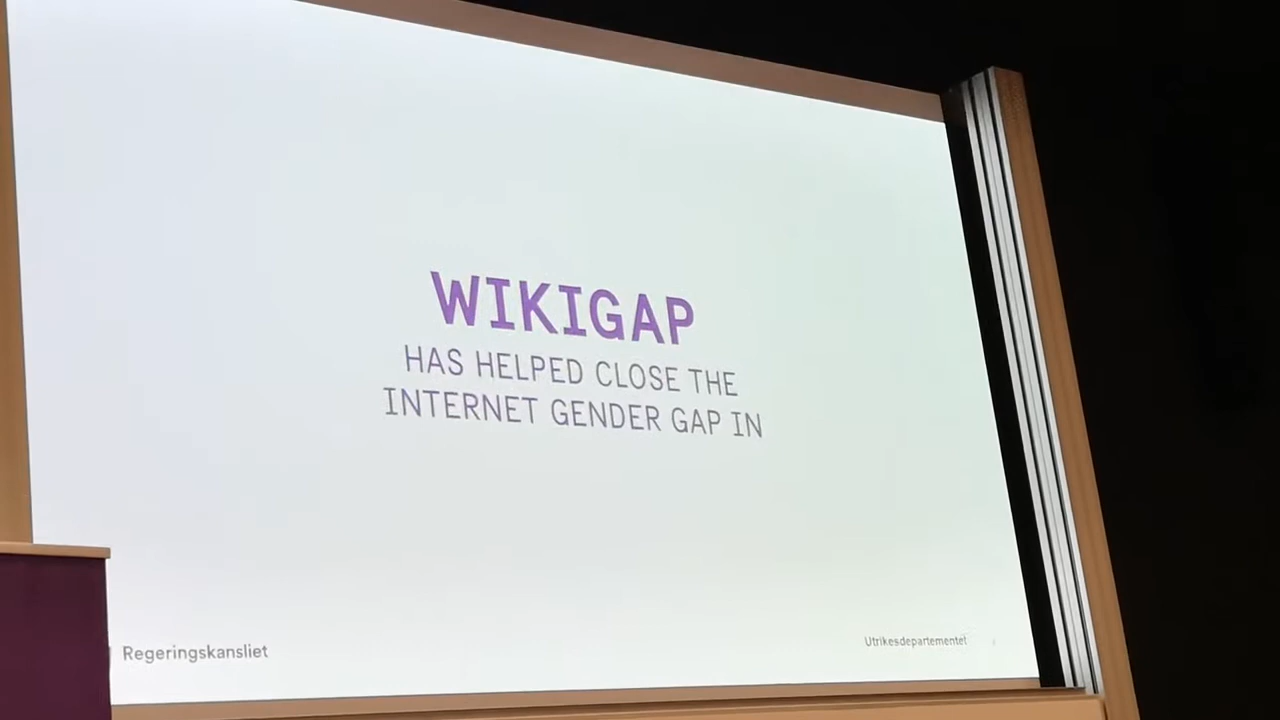 WIKIGAP
HAS HELPED CLOSE THE
INTERNET GENDER GAP IN
Regeringskansliet
Utrikesdepartementet